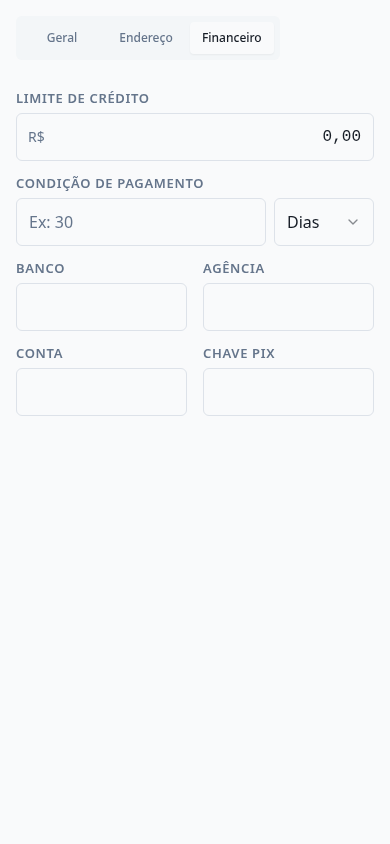 Geral Endereço Financeiro
LIMITE DE CRÉDITO
R$ 0,00
CONDIÇÃO DE PAGAMENTO
Ex: 30 Dias
BANCO AGÊNCIA
CONTA CHAVE PIX